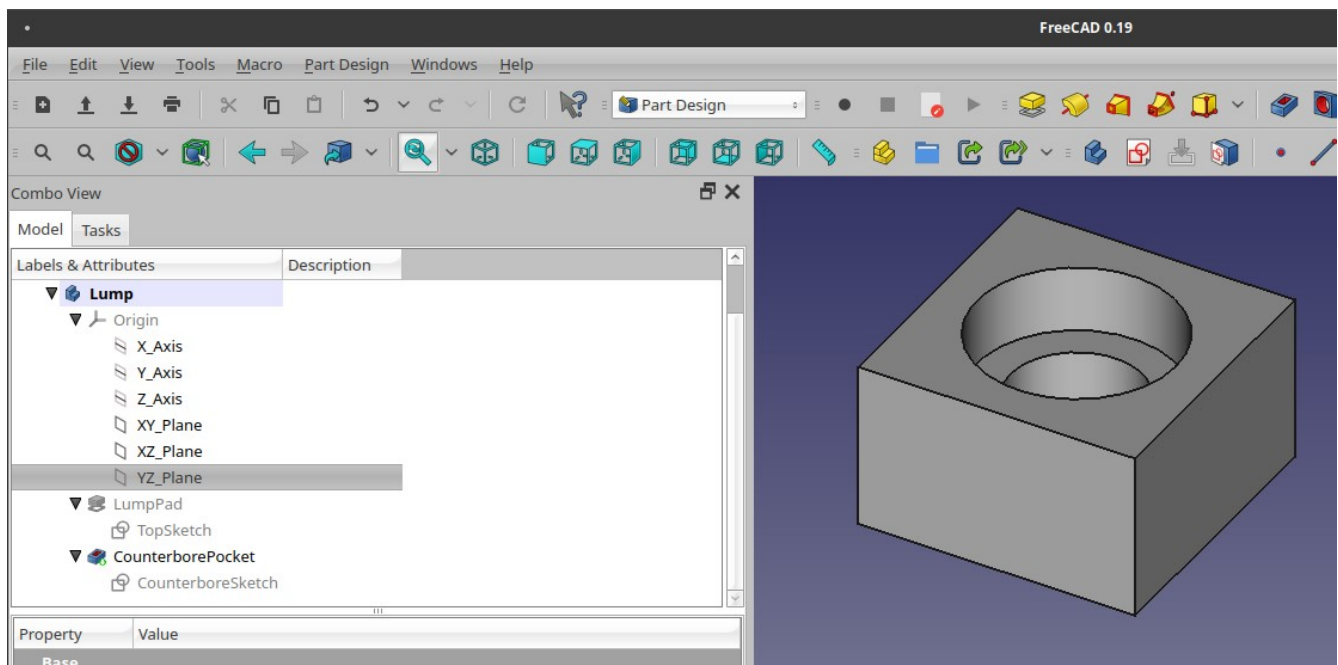 FreeCAD 0.19
File Edit View Tools Macro Part Design Windows Help
Part Design
Combo View
Model Tasks
Labels & Attributes Description
Lump
Origin
X_Axis
Y_Axis
Z_Axis
XY_Plane
XZ_Plane
YZ_Plane
LumpPad
TopSketch
CounterborePocket
CounterboreSketch
Property Value
Base